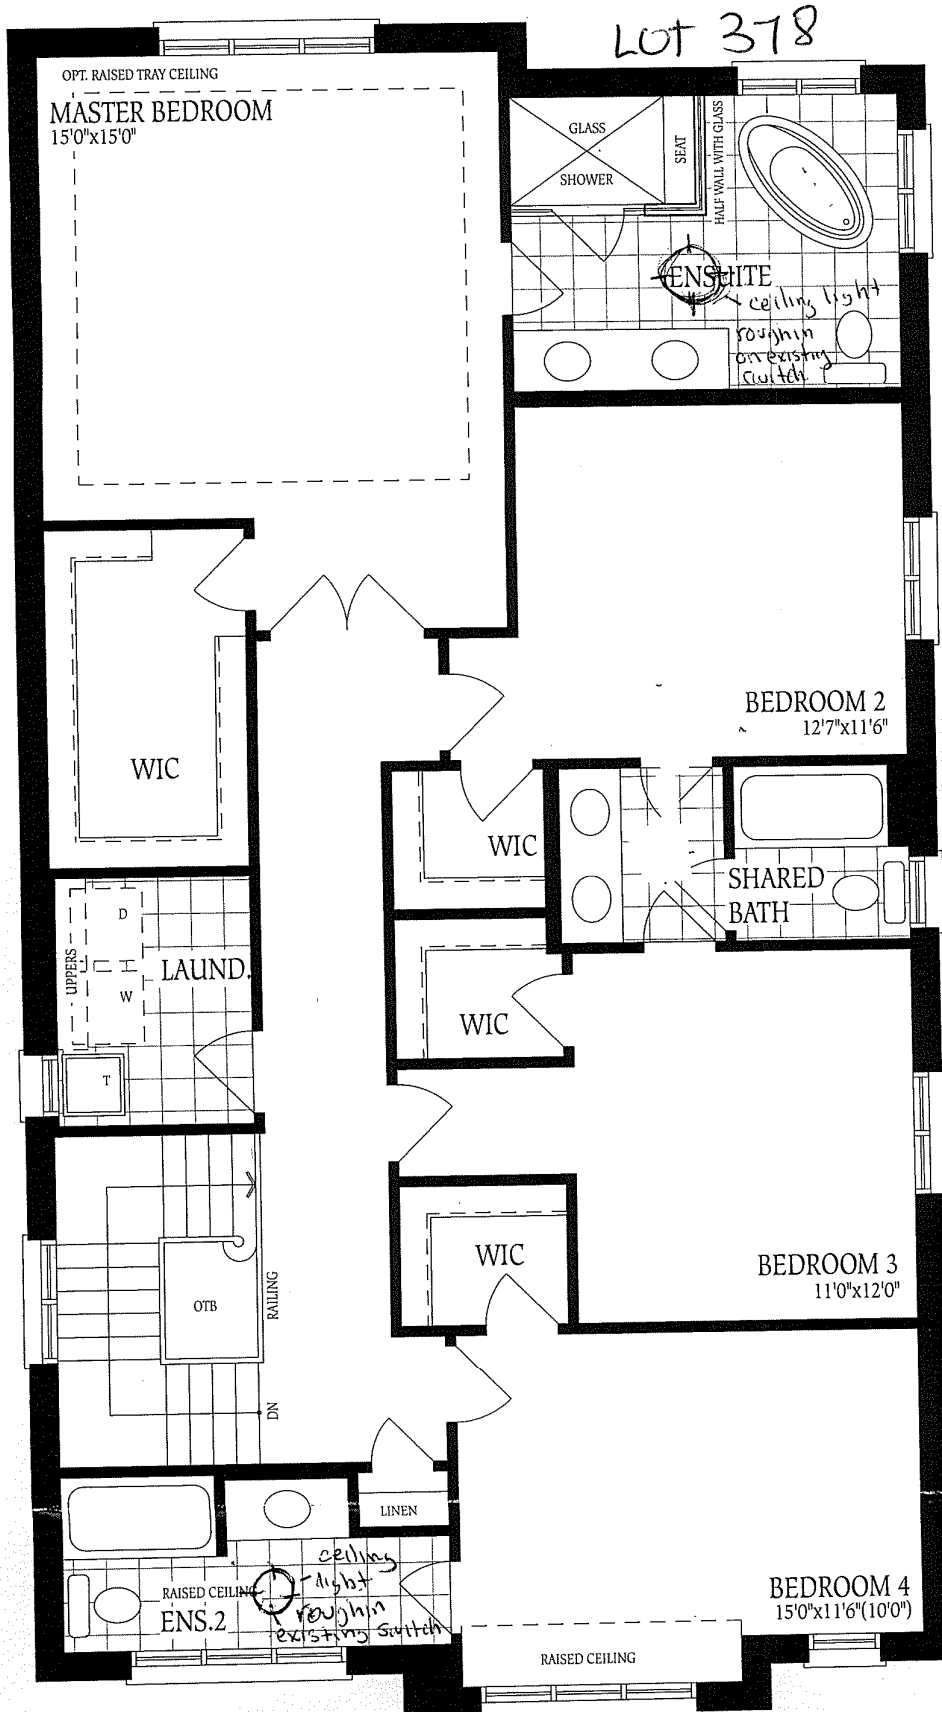 LOT 378
OPT. RAISED TRAY CEILING
MASTER BEDROOM
15'0"x15'0"
GLASS
SHOWER
SEAT
HALF WALL WITH GLASS
ENSUITE
ceiling light
roughin
on existing
switch
BEDROOM 2
12'7"x11'6"
WIC
WIC
SHARED
BATH
D
UPPERS
W
LAUND.
T
WIC
WIC
BEDROOM 3
11'0"x12'0"
OTB
RAILING
DN
LINEN
ceiling
light
roughin
existing switch
RAISED CEILING
ENS.2
BEDROOM 4
15'0"x11'6"(10'0")
RAISED CEILING